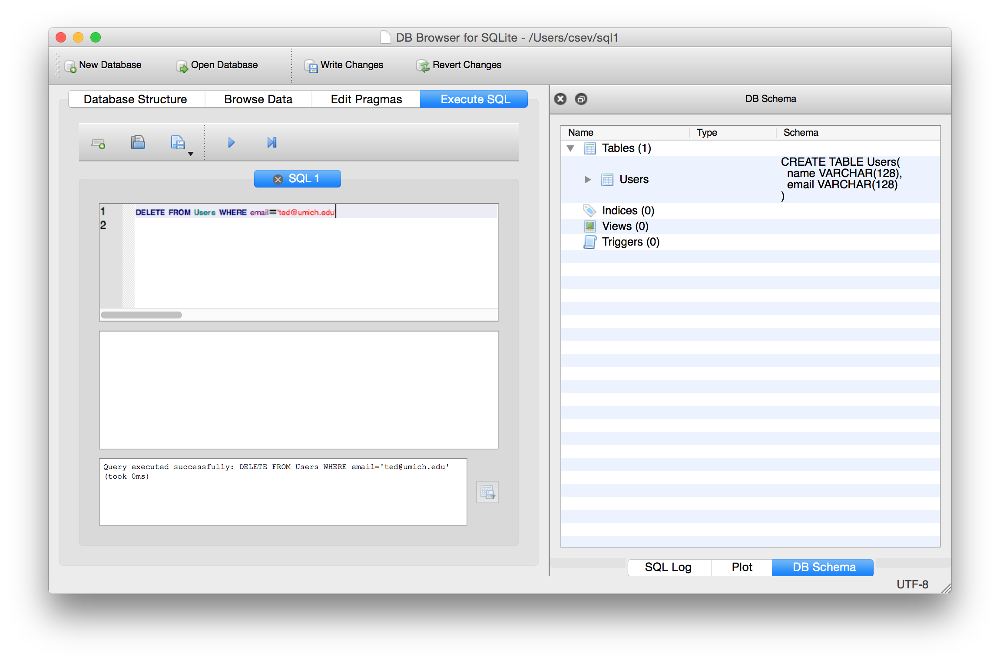 DB Browser for SQLite - /Users/csev/sql1
New Database
Open Database
Write Changes
Revert Changes
Database Structure
Browse Data
Edit Pragmas
Execute SQL
SQL 1
1
DELETE FROM Users WHERE email='ted@umich.edu'
2
Query executed successfully: DELETE FROM Users WHERE email='ted@umich.edu'
(took 0ms)
DB Schema
Name
Type
Schema
Tables (1)
Users
CREATE TABLE Users(
name VARCHAR(128),
email VARCHAR(128)
)
Indices (0)
Views (0)
Triggers (0)
SQL Log
Plot
DB Schema
UTF-8